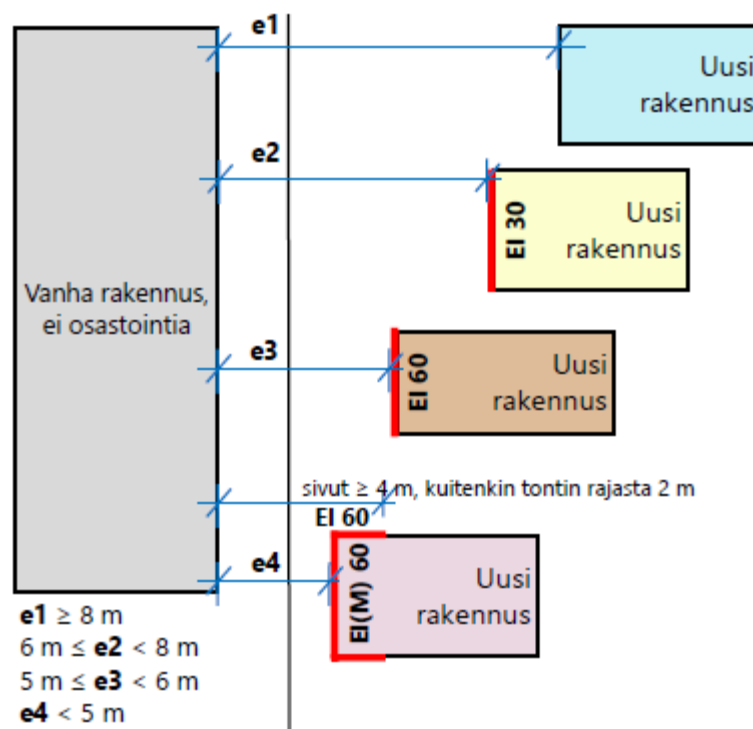 e1
Uusi
rakennus
e2
EI 30
Uusi
rakennus
Vanha rakennus,
ei osastointia
e3
EI 60
Uusi
rakennus
sivut ≥ 4 m, kuitenkin tontin rajasta 2 m
EI 60
e4
EI(M) 60
Uusi
rakennus
e1 ≥ 8 m
6 m ≤ e2 < 8 m
5 m ≤ e3 < 6 m
e4 < 5 m